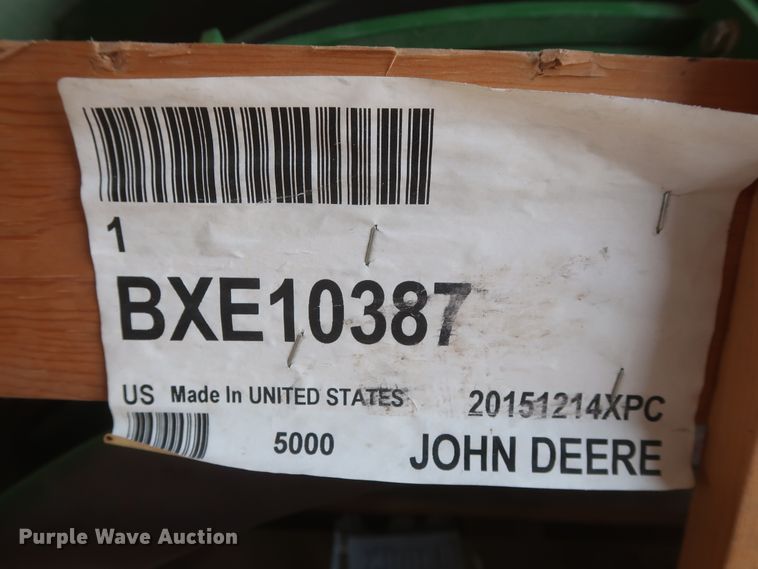 1
BXE10387
US Made In UNITED STATES 20151214XPC
5000 JOHN DEERE
Purple Wave Auction